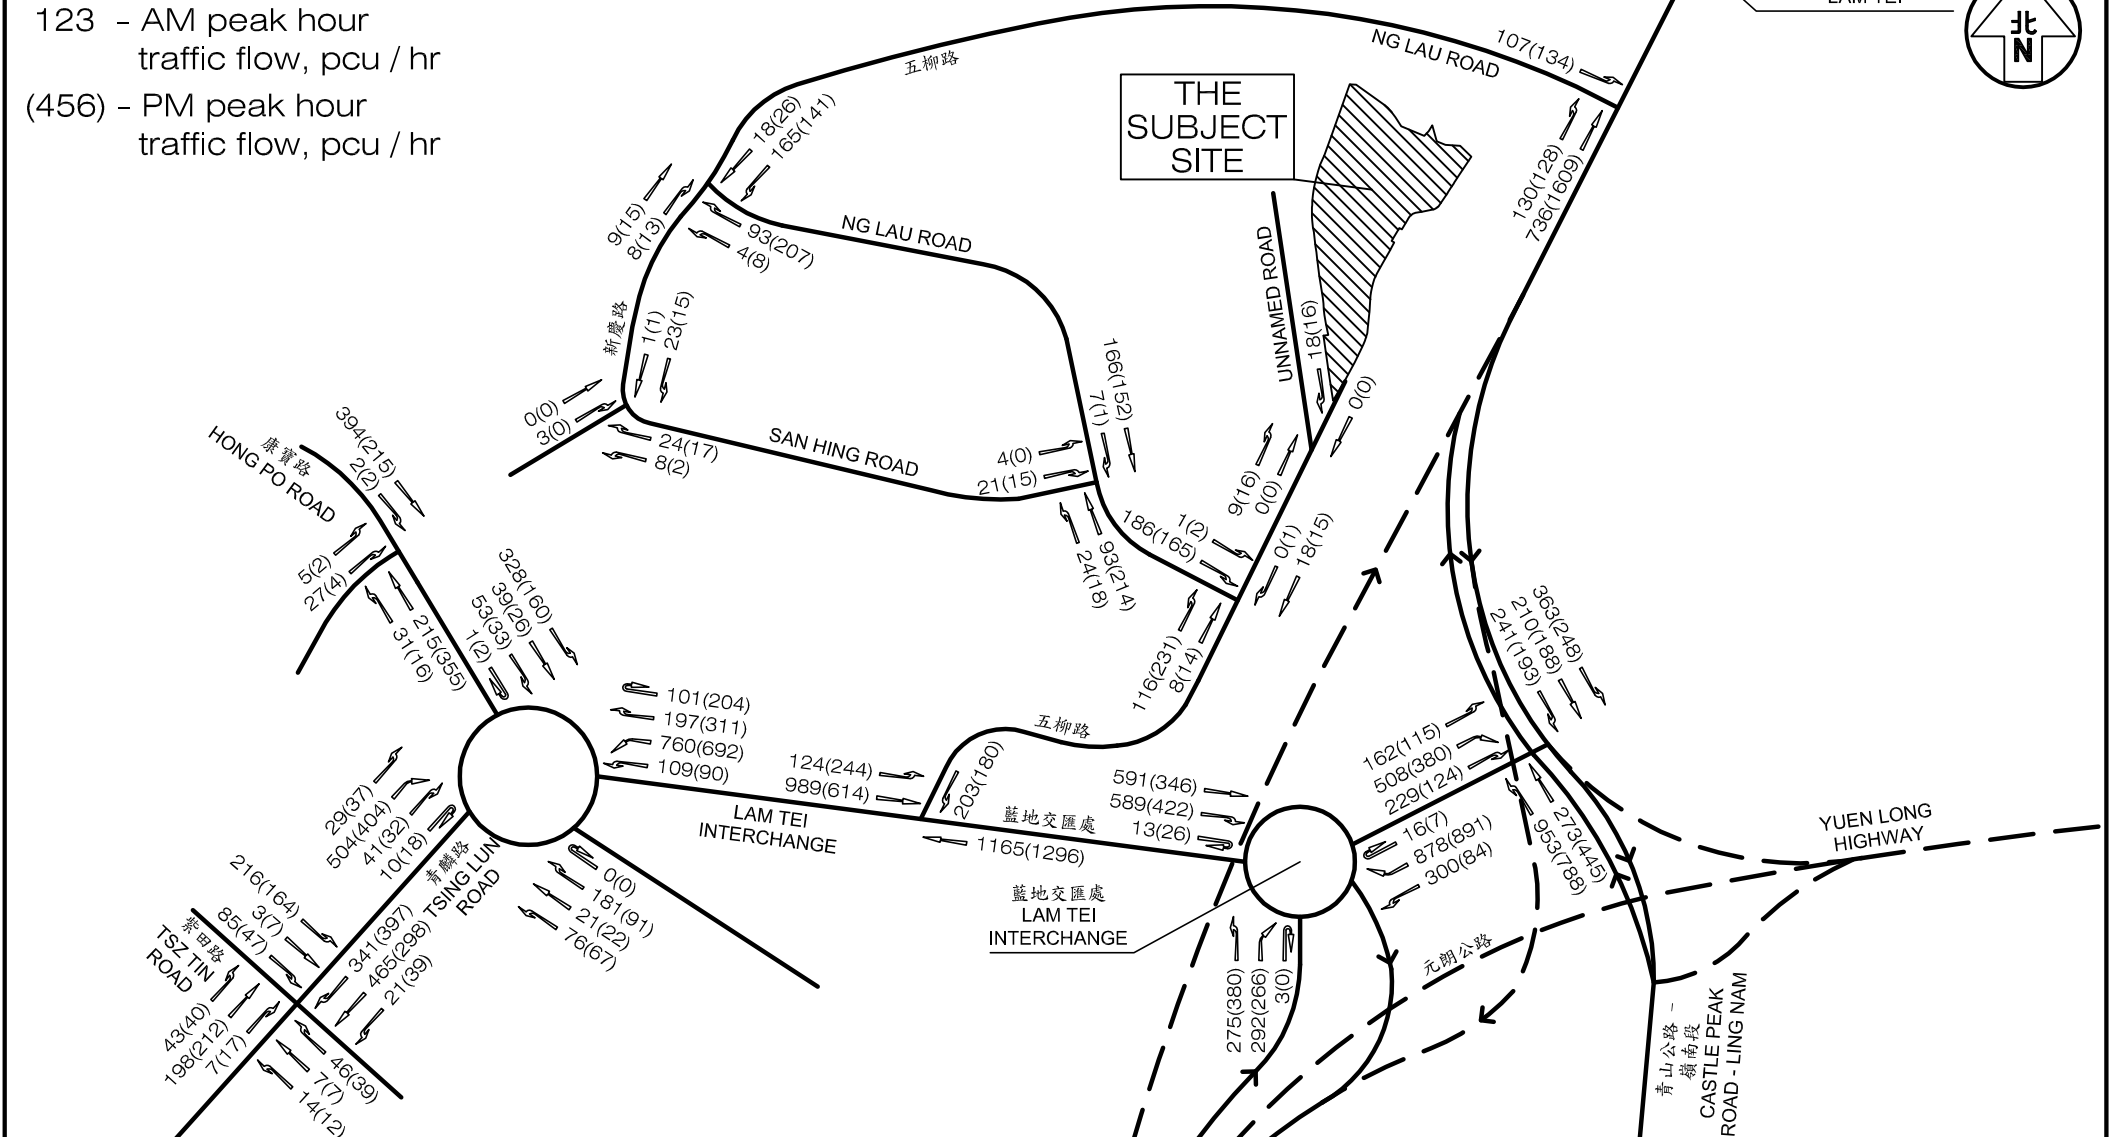 123 - AM peak hour
traffic flow, pcu / hr
(456) - PM peak hour
traffic flow, pcu / hr
北
N
五柳路
NG LAU ROAD
107(134)
THE
SUBJECT
SITE
130(128)
736(1609)
18(26)
165(141)
9(15)
8(13)
93(207)
4(8)
NG LAU ROAD
UNNAMED ROAD
18(16)
0(0)
新慶路
1(1)
23(15)
0(0)
3(0)
24(17)
8(2)
SAN HING ROAD
166(152)
7(1)
4(0)
21(15)
9(16)
0(0)
1(2)
186(165)
0(1)
18(15)
93(214)
24(18)
康寶路
HONG PO ROAD
394(215)
2(2)
5(2)
27(4)
215(355)
31(16)
328(160)
39(26)
53(33)
1(2)
116(231)
8(14)
363(248)
210(188)
241(193)
101(204)
197(311)
760(692)
109(90)
五柳路
124(244)
989(614)
203(180)
LAM TEI
INTERCHANGE
藍地交匯處
1165(1296)
591(346)
589(422)
13(26)
162(115)
508(380)
229(124)
16(7)
878(891)
300(84)
273(445)
953(788)
YUEN LONG
HIGHWAY
29(37)
504(404)
41(32)
10(18)
青麟路
TSING LUN
ROAD
0(0)
181(91)
21(22)
76(67)
藍地交匯處
LAM TEI
INTERCHANGE
275(380)
292(266)
3(0)
元朗公路
216(164)
3(7)
85(47)
紫田路
TSZ TIN
ROAD
341(397)
465(298)
21(39)
43(40)
198(212)
7(17)
46(39)
7(7)
14(12)
青山公路 -
嶺南段
CASTLE PEAK
ROAD - LING NAM